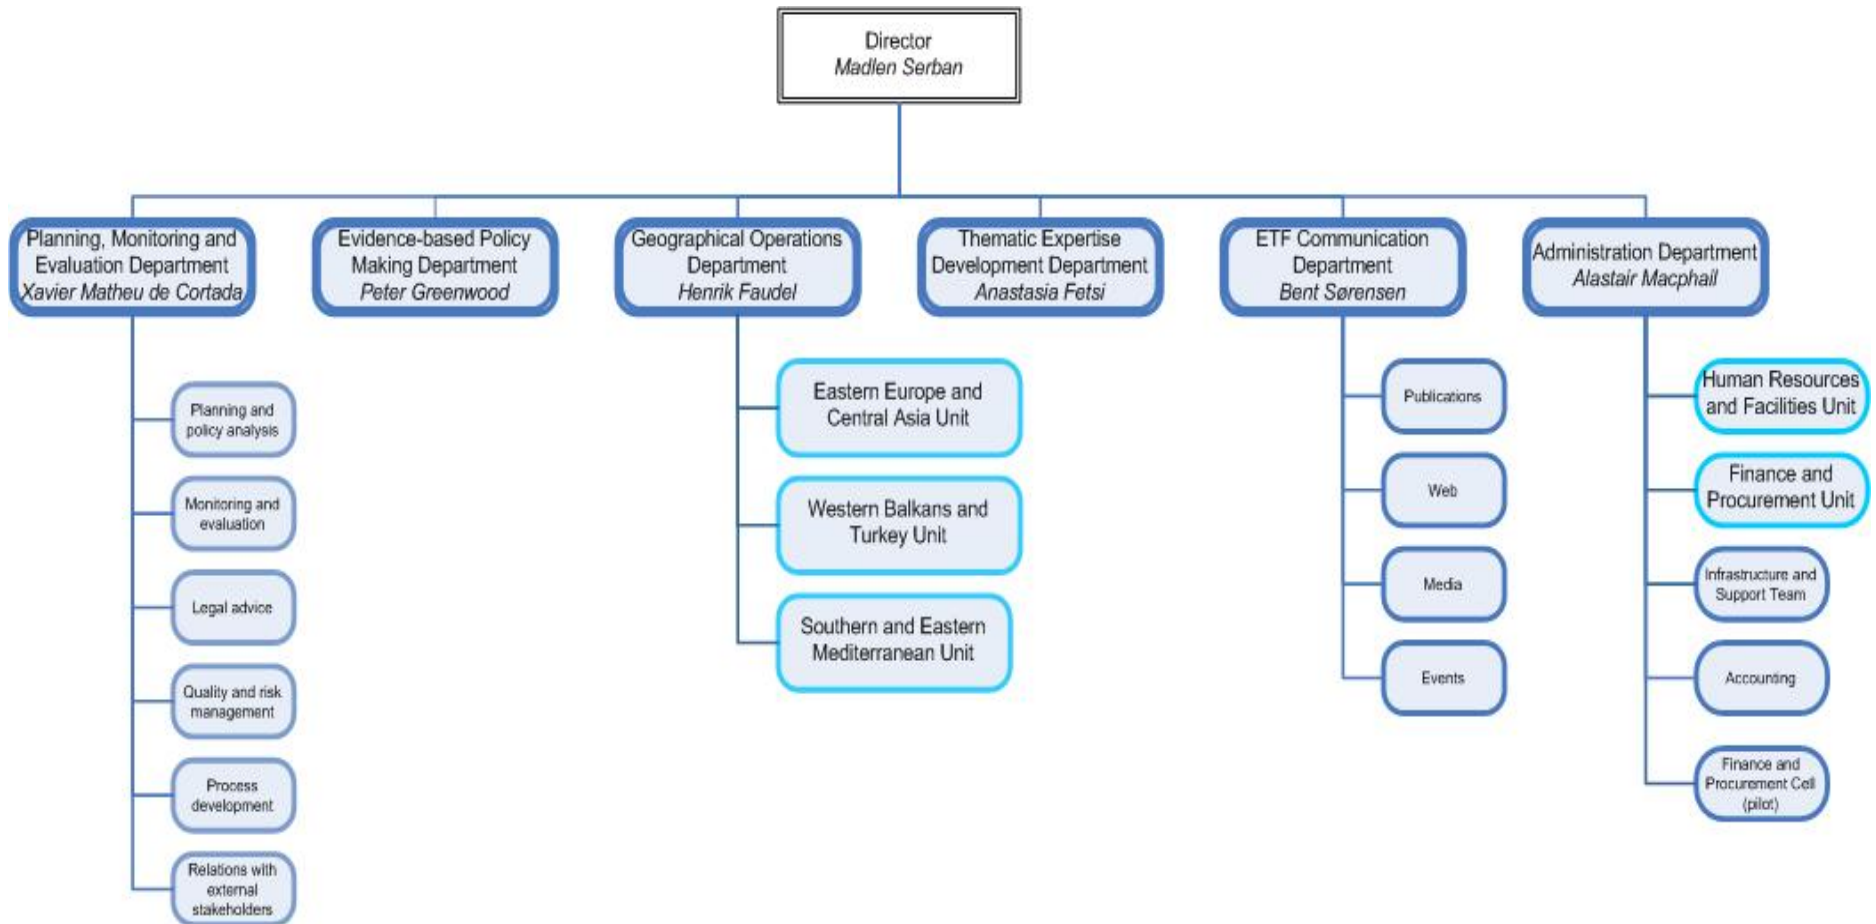 Director
Madlen Serban
Planning, Monitoring and
Evaluation Department
Xavier Matheu de Cortada
Evidence-based Policy
Making Department
Peter Greenwood
Geographical Operations
Department
Henrik Faudel
Thematic Expertise
Development Department
Anastasia Fetsi
ETF Communication
Department
Bent Sørensen
Administration Department
Alastair Macphail
Planning and
policy analysis
Monitoring and
evaluation
Legal advice
Quality and risk
management
Process
development
Relations with
external
stakeholders
Eastern Europe and
Central Asia Unit
Western Balkans and
Turkey Unit
Southern and Eastern
Mediterranean Unit
Publications
Web
Media
Events
Human Resources
and Facilities Unit
Finance and
Procurement Unit
Infrastructure and
Support Team
Accounting
Finance and
Procurement Cell
(pilot)